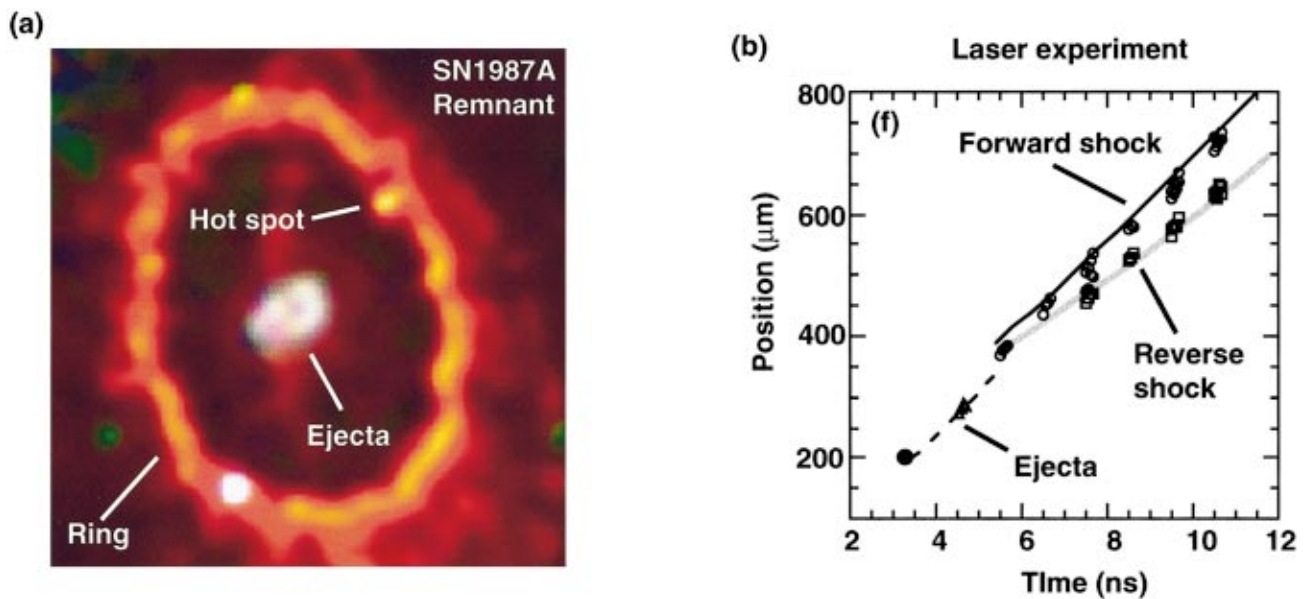 (a)
SN1987A
Remnant
Hot spot
Ejecta
Ring
(b)
Laser experiment
(f)
Forward shock
Reverse
shock
Ejecta
Position (μm)
800
600
400
200
2 4 6 8 10 12
TIme (ns)